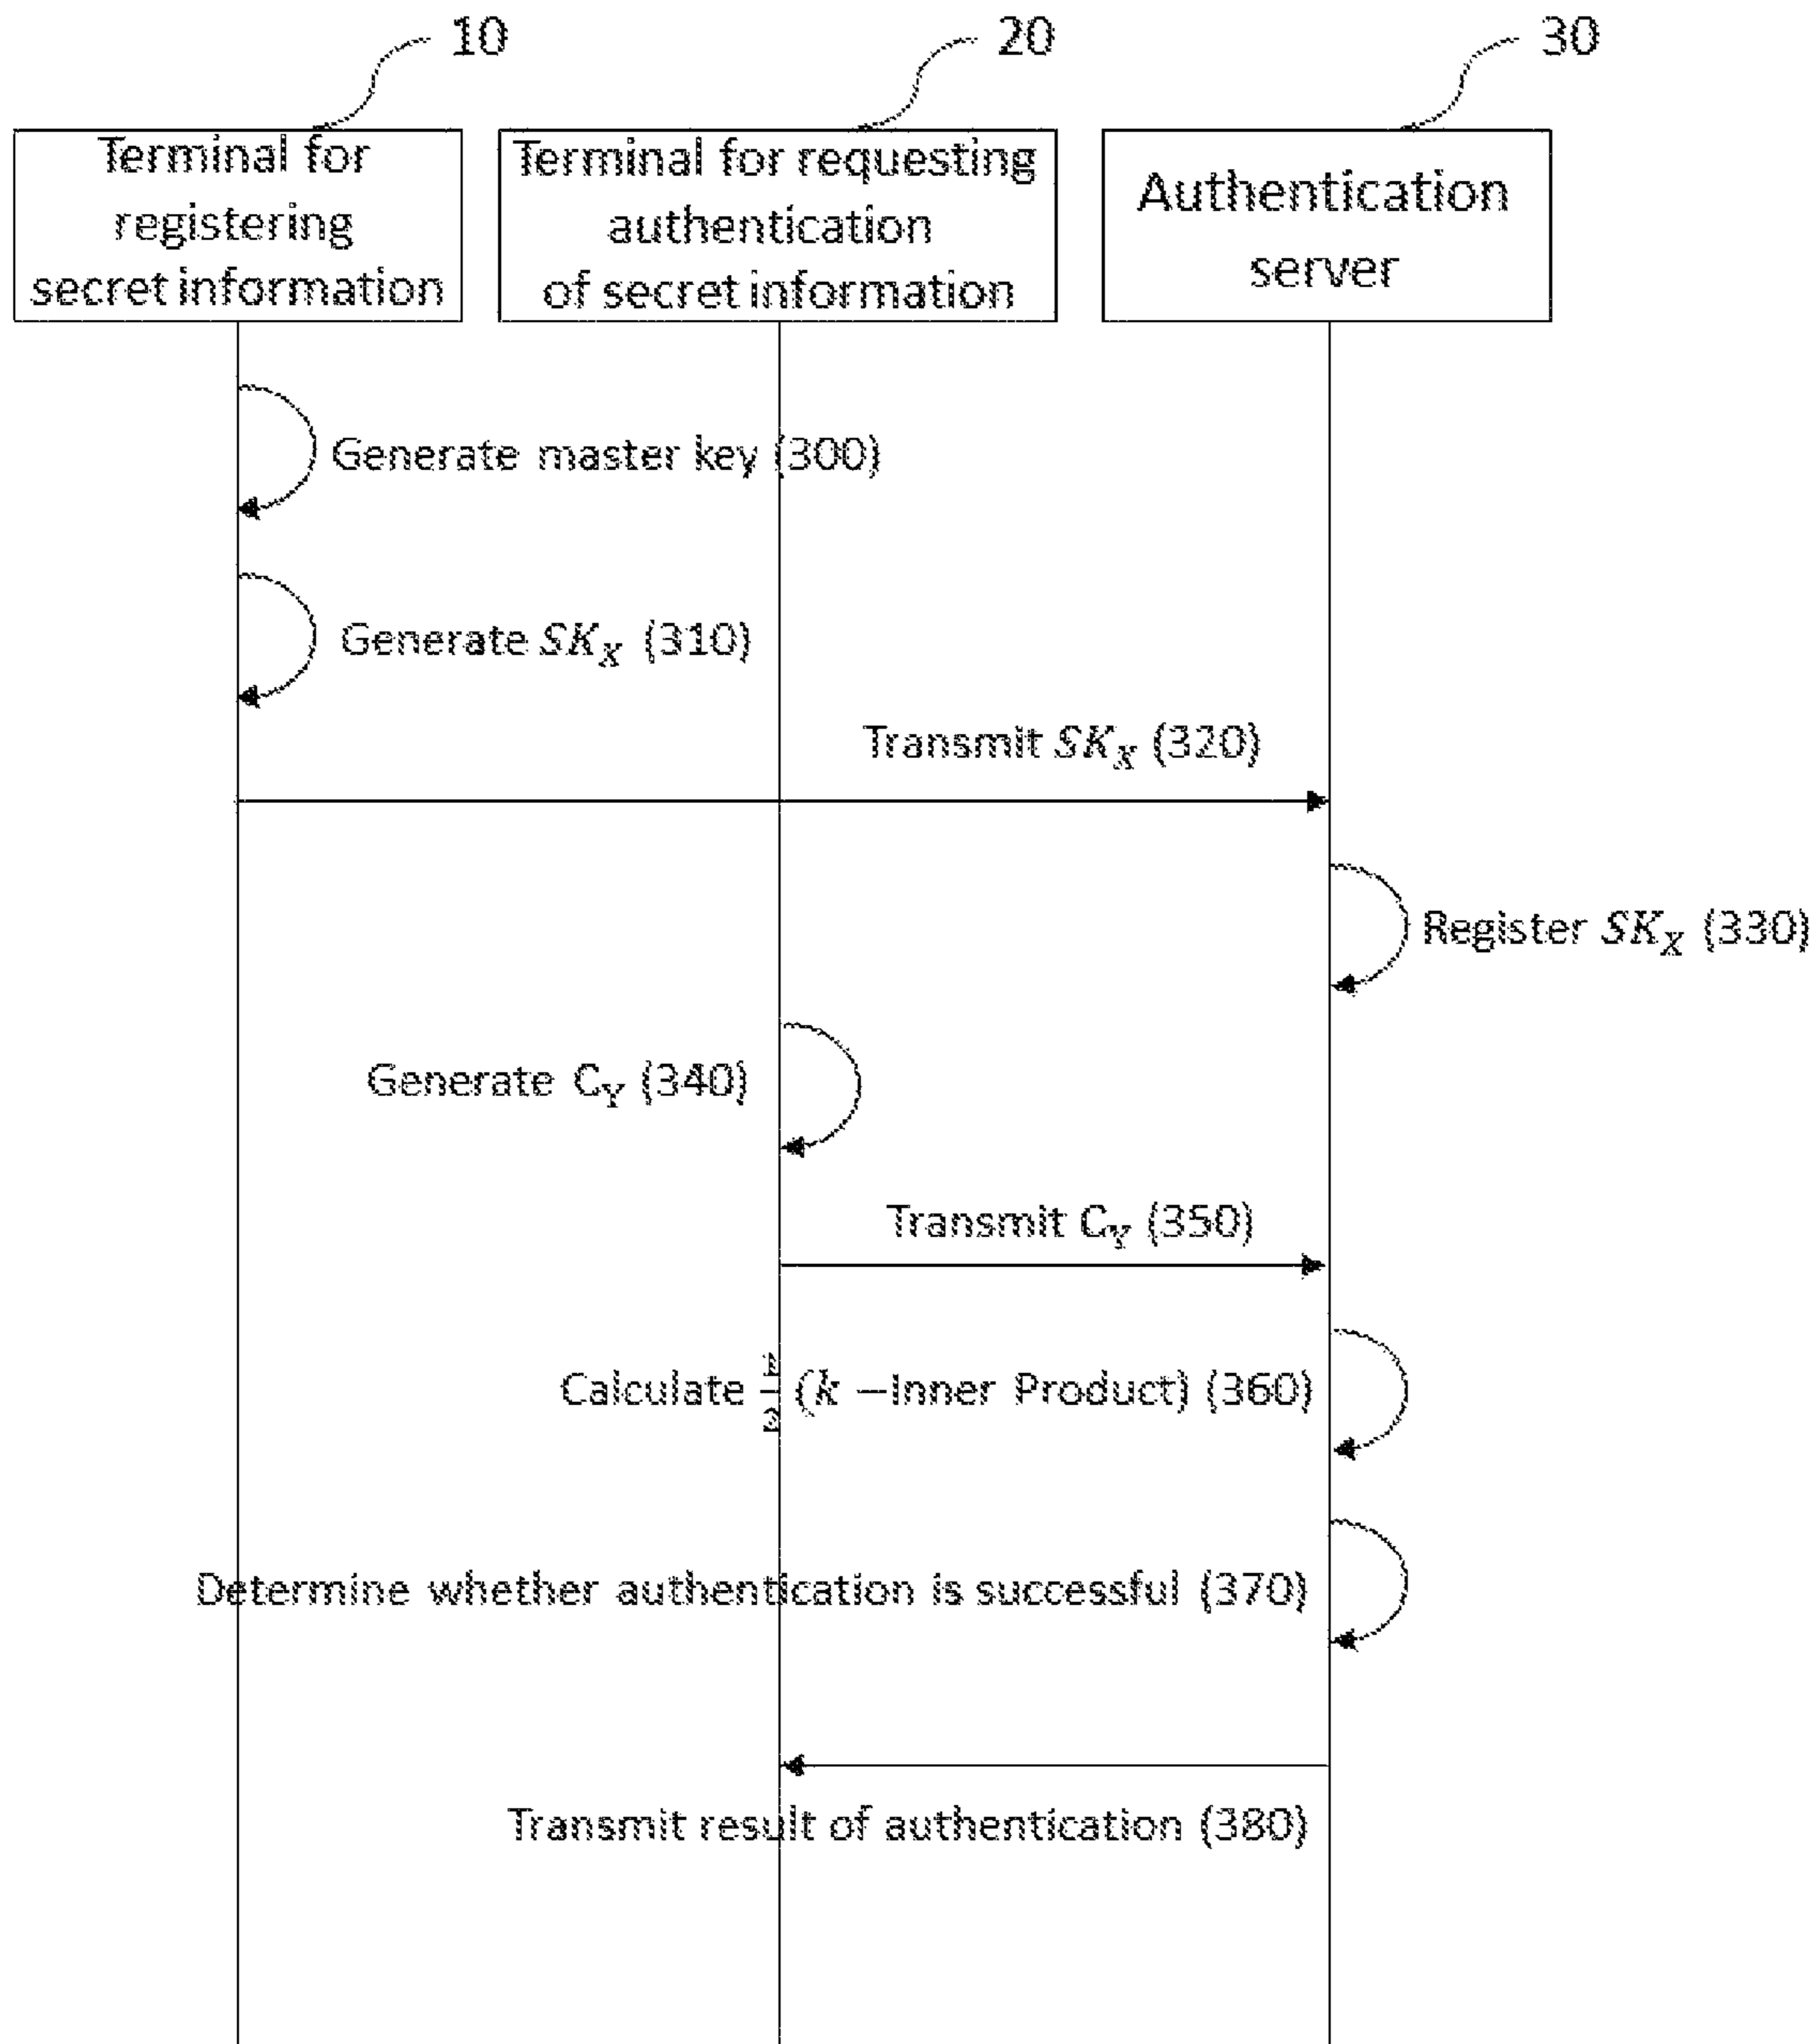 10
20
30
Terminal for
registering
secret information
Terminal for requesting
authentication
of secret information
Authentication
server
Generate master key (300)
Generate SK_X (310)
Transmit SK_X (320)
Register SK_X (330)
Generate C_Y (340)
Transmit C_Y (350)
Calculate (k −Inner Product) (360)
Determine whether authentication is successful (370)
Transmit result of authentication (380)